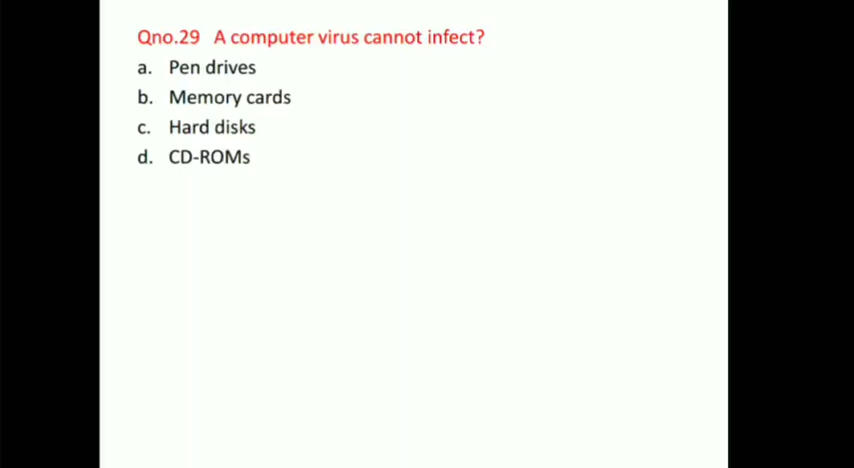 Qno.29 A computer virus cannot infect?
a. Pen drives
b. Memory cards
c. Hard disks
d. CD-ROMs